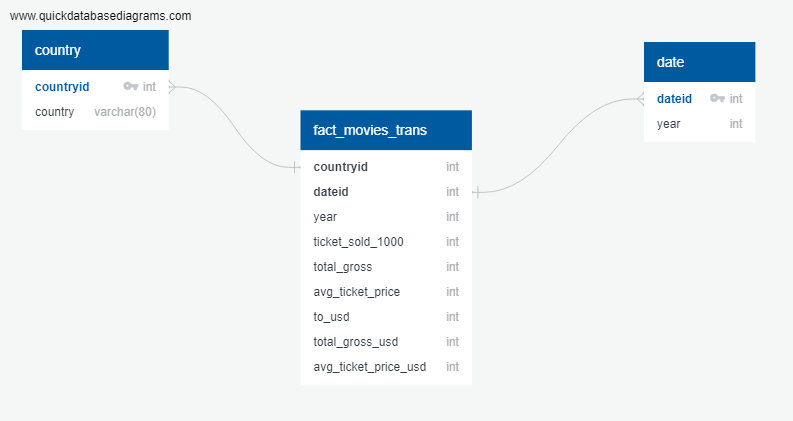 www.quickdatabasediagrams.com
country
countryid int
country varchar(80)
fact_movies_trans
countryid int
dateid int
year int
ticket_sold_1000 int
total_gross int
avg_ticket_price int
to_usd int
total_gross_usd int
avg_ticket_price_usd int
date
dateid int
year int